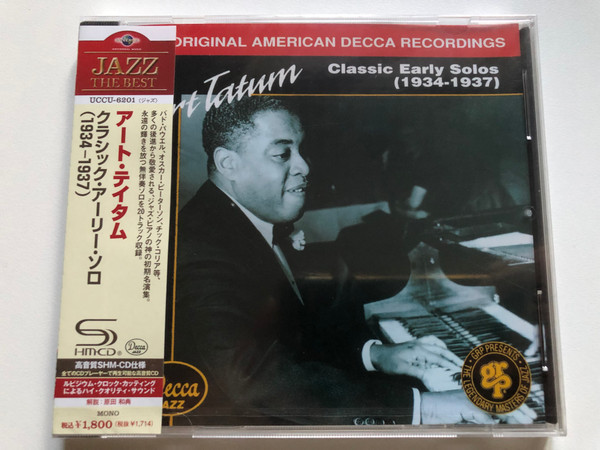 JAZZ
THE BEST
UCCU-6201 (ジャズ)
アート・テイタム
クラシック・アーリー・ソロ
(1934-1937)
バド・パウエル、オスカー・ピーターソン、チック・コリア等、
多くの後進から敬愛される、ジャズ・ピアノの神の初期名演集。
永遠の輝きを放つ無伴奏ソロを20トラック収録。
SHM-CD
Decca
高音質SHM-CD仕様
全てのCDプレーヤーで再生可能な高音質CD
ルビジウム・クロック・カッティング
によるハイ・クオリティ・サウンド
解説:原田 和典
MONO
税込¥1,800(税抜¥1,714)
ORIGINAL AMERICAN DECCA RECORDINGS
Classic Early Solos
(1934-1937)
rt Tatum
ecca
AZZ
GRP PRESENTS
THE LEGENDARY MASTERS OF JAZZ
grp